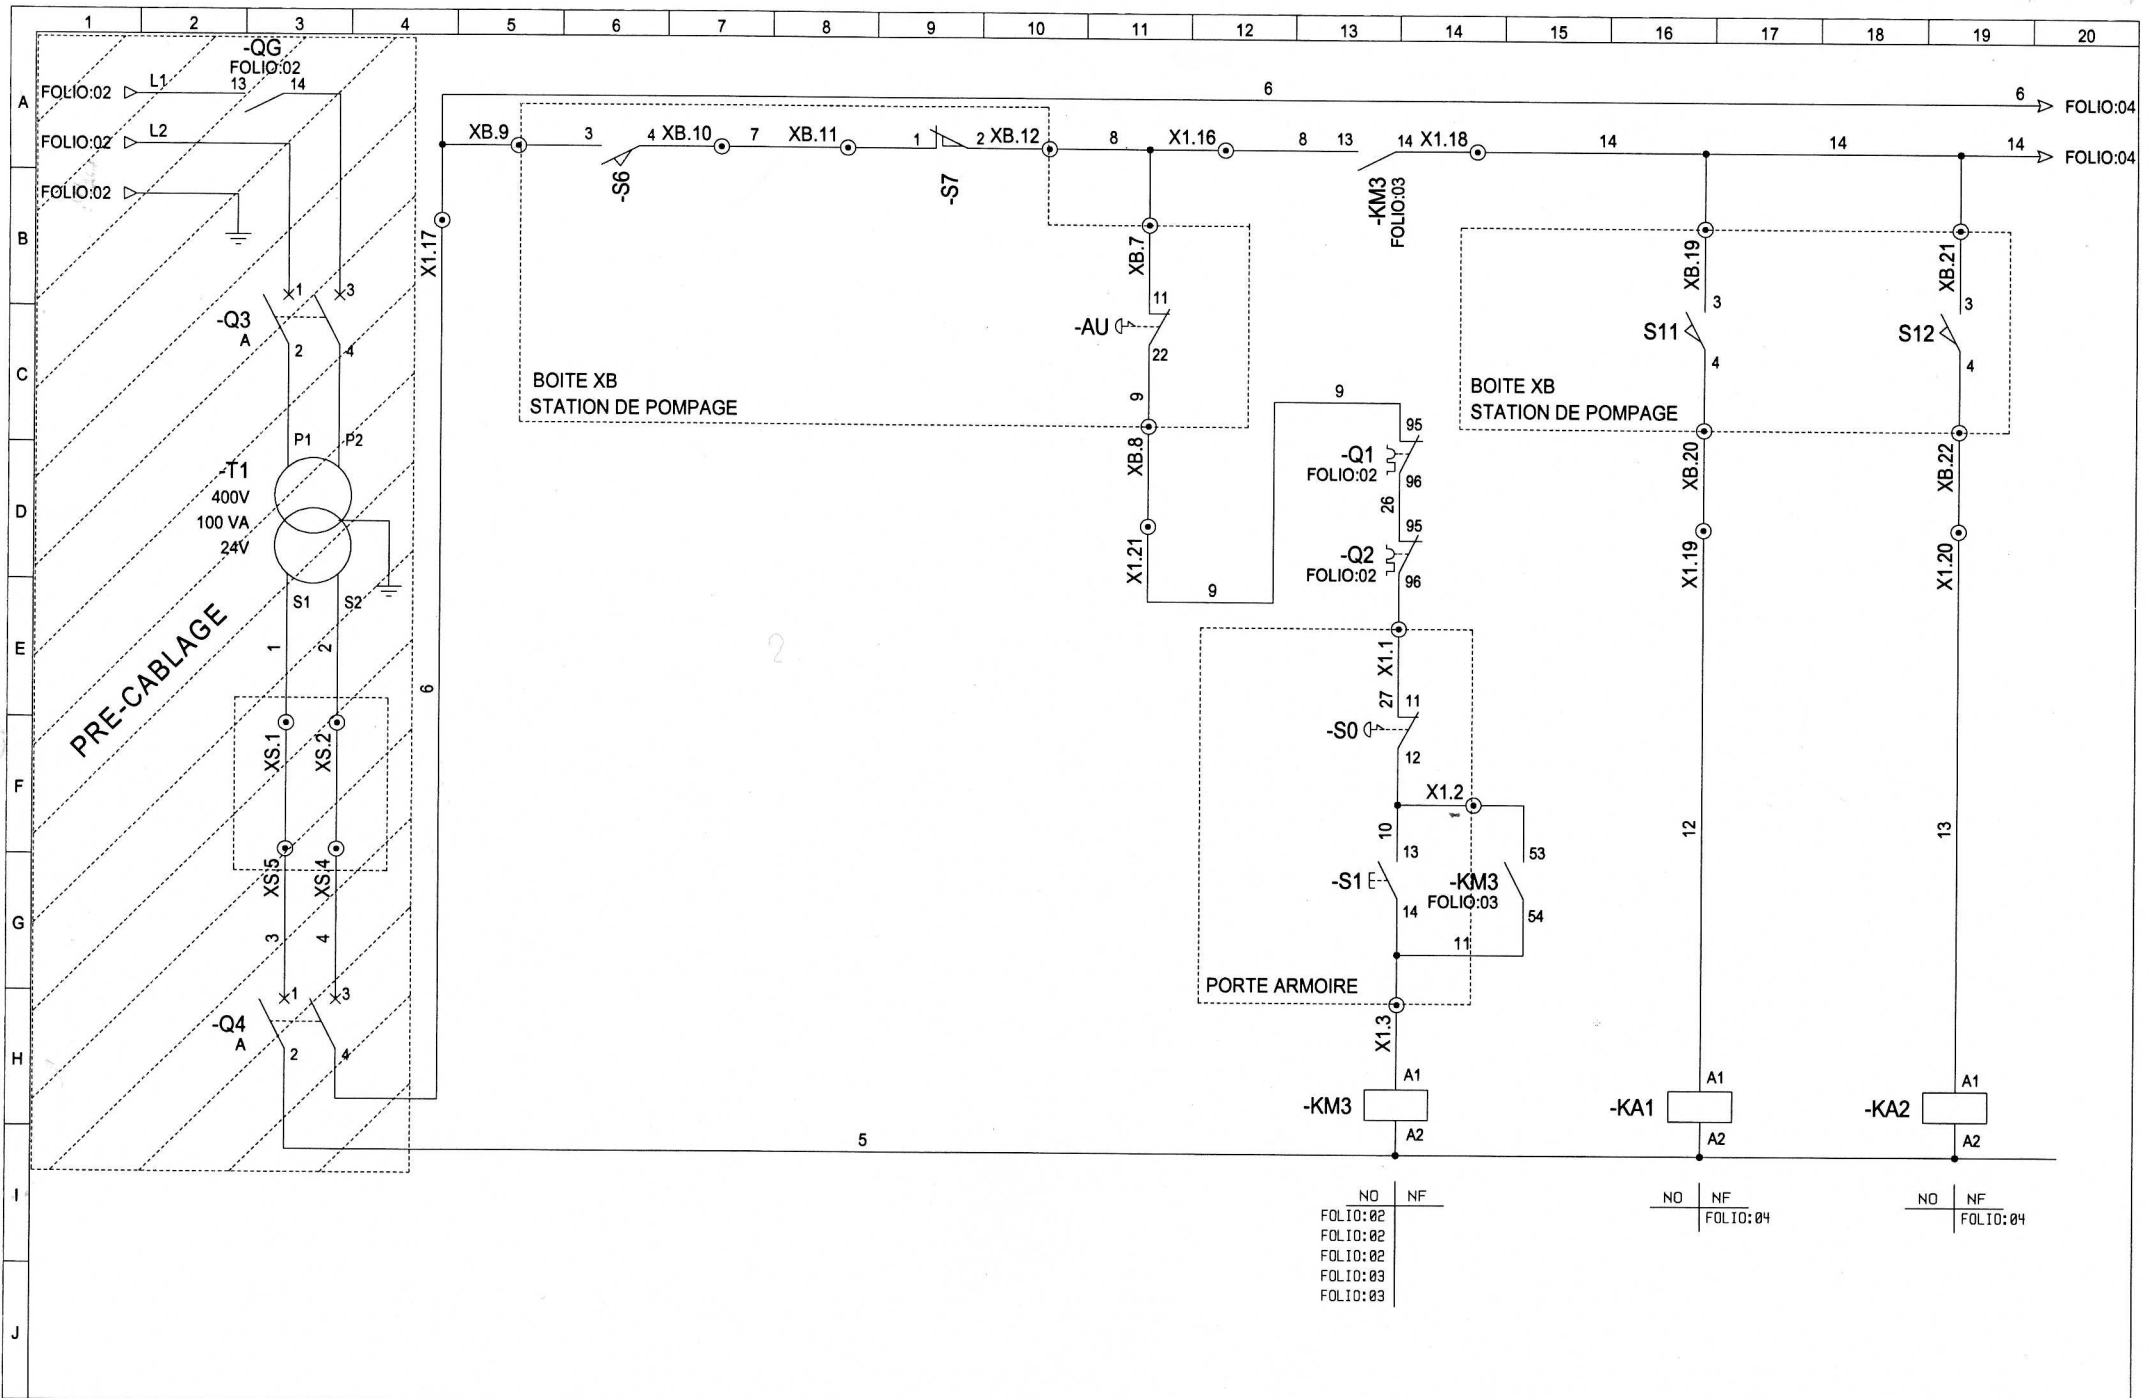 1 2 3 4 5 6 7 8 9 10 11 12 13 14 15 16 17 18 19 20
A
B
C
D
E
F
G
H
I
J
-QG
FOLIO:02
FOLIO:02 L1 13 14
FOLIO:02 L2
FOLIO:02
6 6 FOLIO:04
XB.9 3 4 XB.10 7 XB.11 1 2 XB.12 8 X1.16 8 13 14 X1.18 14 14 14 FOLIO:04
-S6
-S7
-KM3
FOLIO:03
X1.17
XB.7
XB.19
XB.21
1 3
-Q3
A
2 4
11
-AU
22
9
BOITE XB
STATION DE POMPAGE
3
S11
4
3
S12
4
BOITE XB
STATION DE POMPAGE
P1 P2
-T1
400V
100 VA
24V
S1 S2
XB.8
X1.21
9
9
95
-Q1
FOLIO:02
96
26
95
-Q2
FOLIO:02
96
XB.20
X1.19
XB.22
X1.20
PRE-CABLAGE
1 2
6
2
XS.1 XS.2
XS.5 XS.4
3 4
X1.1
27
11
-S0
12
X1.2
10
13
-S1
14
53
-KM3
FOLIO:03
54
11
PORTE ARMOIRE
X1.3
12
13
1 3
-Q4
A
2 4
5
A1
-KM3
A2
A1
-KA1
A2
A1
-KA2
A2
NO NF
FOLIO:02
FOLIO:02
FOLIO:02
FOLIO:03
FOLIO:03
NO NF
FOLIO:04
NO NF
FOLIO:04